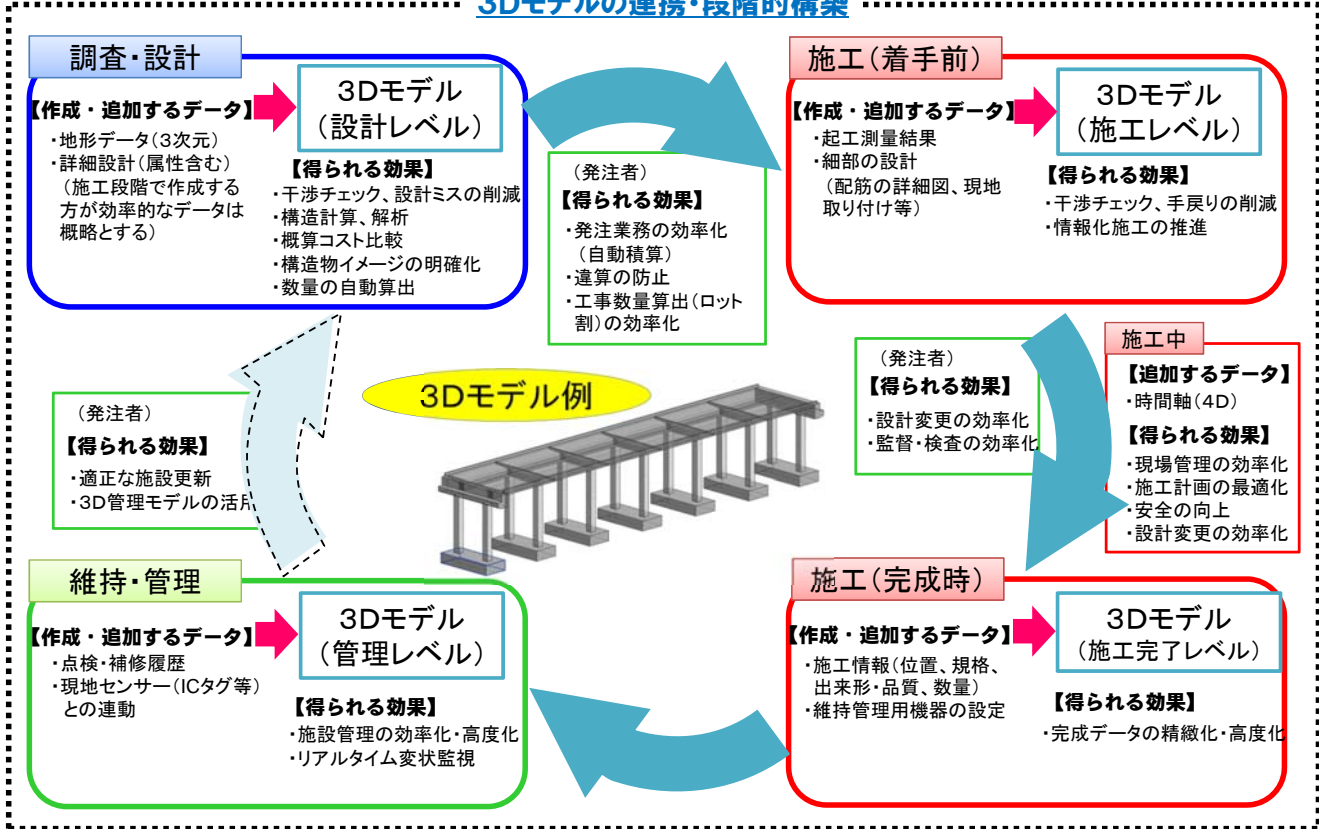 3Dモデルの連携・段階的構築
調査・設計
【作成・追加するデータ】
・地形データ(3次元)
・詳細設計(属性含む)
(施工段階で作成する
方が効率的なデータは
概略とする)
3Dモデル
(設計レベル)
【得られる効果】
・干渉チェック、設計ミスの削減
・構造計算、解析
・概算コスト比較
・構造物イメージの明確化
・数量の自動算出
(発注者)
【得られる効果】
・発注業務の効率化
(自動積算)
・違算の防止
・工事数量算出(ロット
割)の効率化
施工(着手前)
【作成・追加するデータ】
・起工測量結果
・細部の設計
(配筋の詳細図、現地
取り付け等)
3Dモデル
(施工レベル)
【得られる効果】
・干渉チェック、手戻りの削減
・情報化施工の推進
(発注者)
【得られる効果】
・設計変更の効率化
・監督・検査の効率化
施工中
【追加するデータ】
・時間軸(4D)
【得られる効果】
・現場管理の効率化
・施工計画の最適化
・安全の向上
・設計変更の効率化
3Dモデル例
(発注者)
【得られる効果】
・適正な施設更新
・3D管理モデルの活用
維持・管理
【作成・追加するデータ】
・点検・補修履歴
・現地センサー(ICタグ等)
との連動
3Dモデル
(管理レベル)
【得られる効果】
・施設管理の効率化・高度化
・リアルタイム変状監視
施工(完成時)
【作成・追加するデータ】
・施工情報(位置、規格、
出来形・品質、数量)
・維持管理用機器の設定
3Dモデル
(施工完了レベル)
【得られる効果】
・完成データの精緻化・高度化